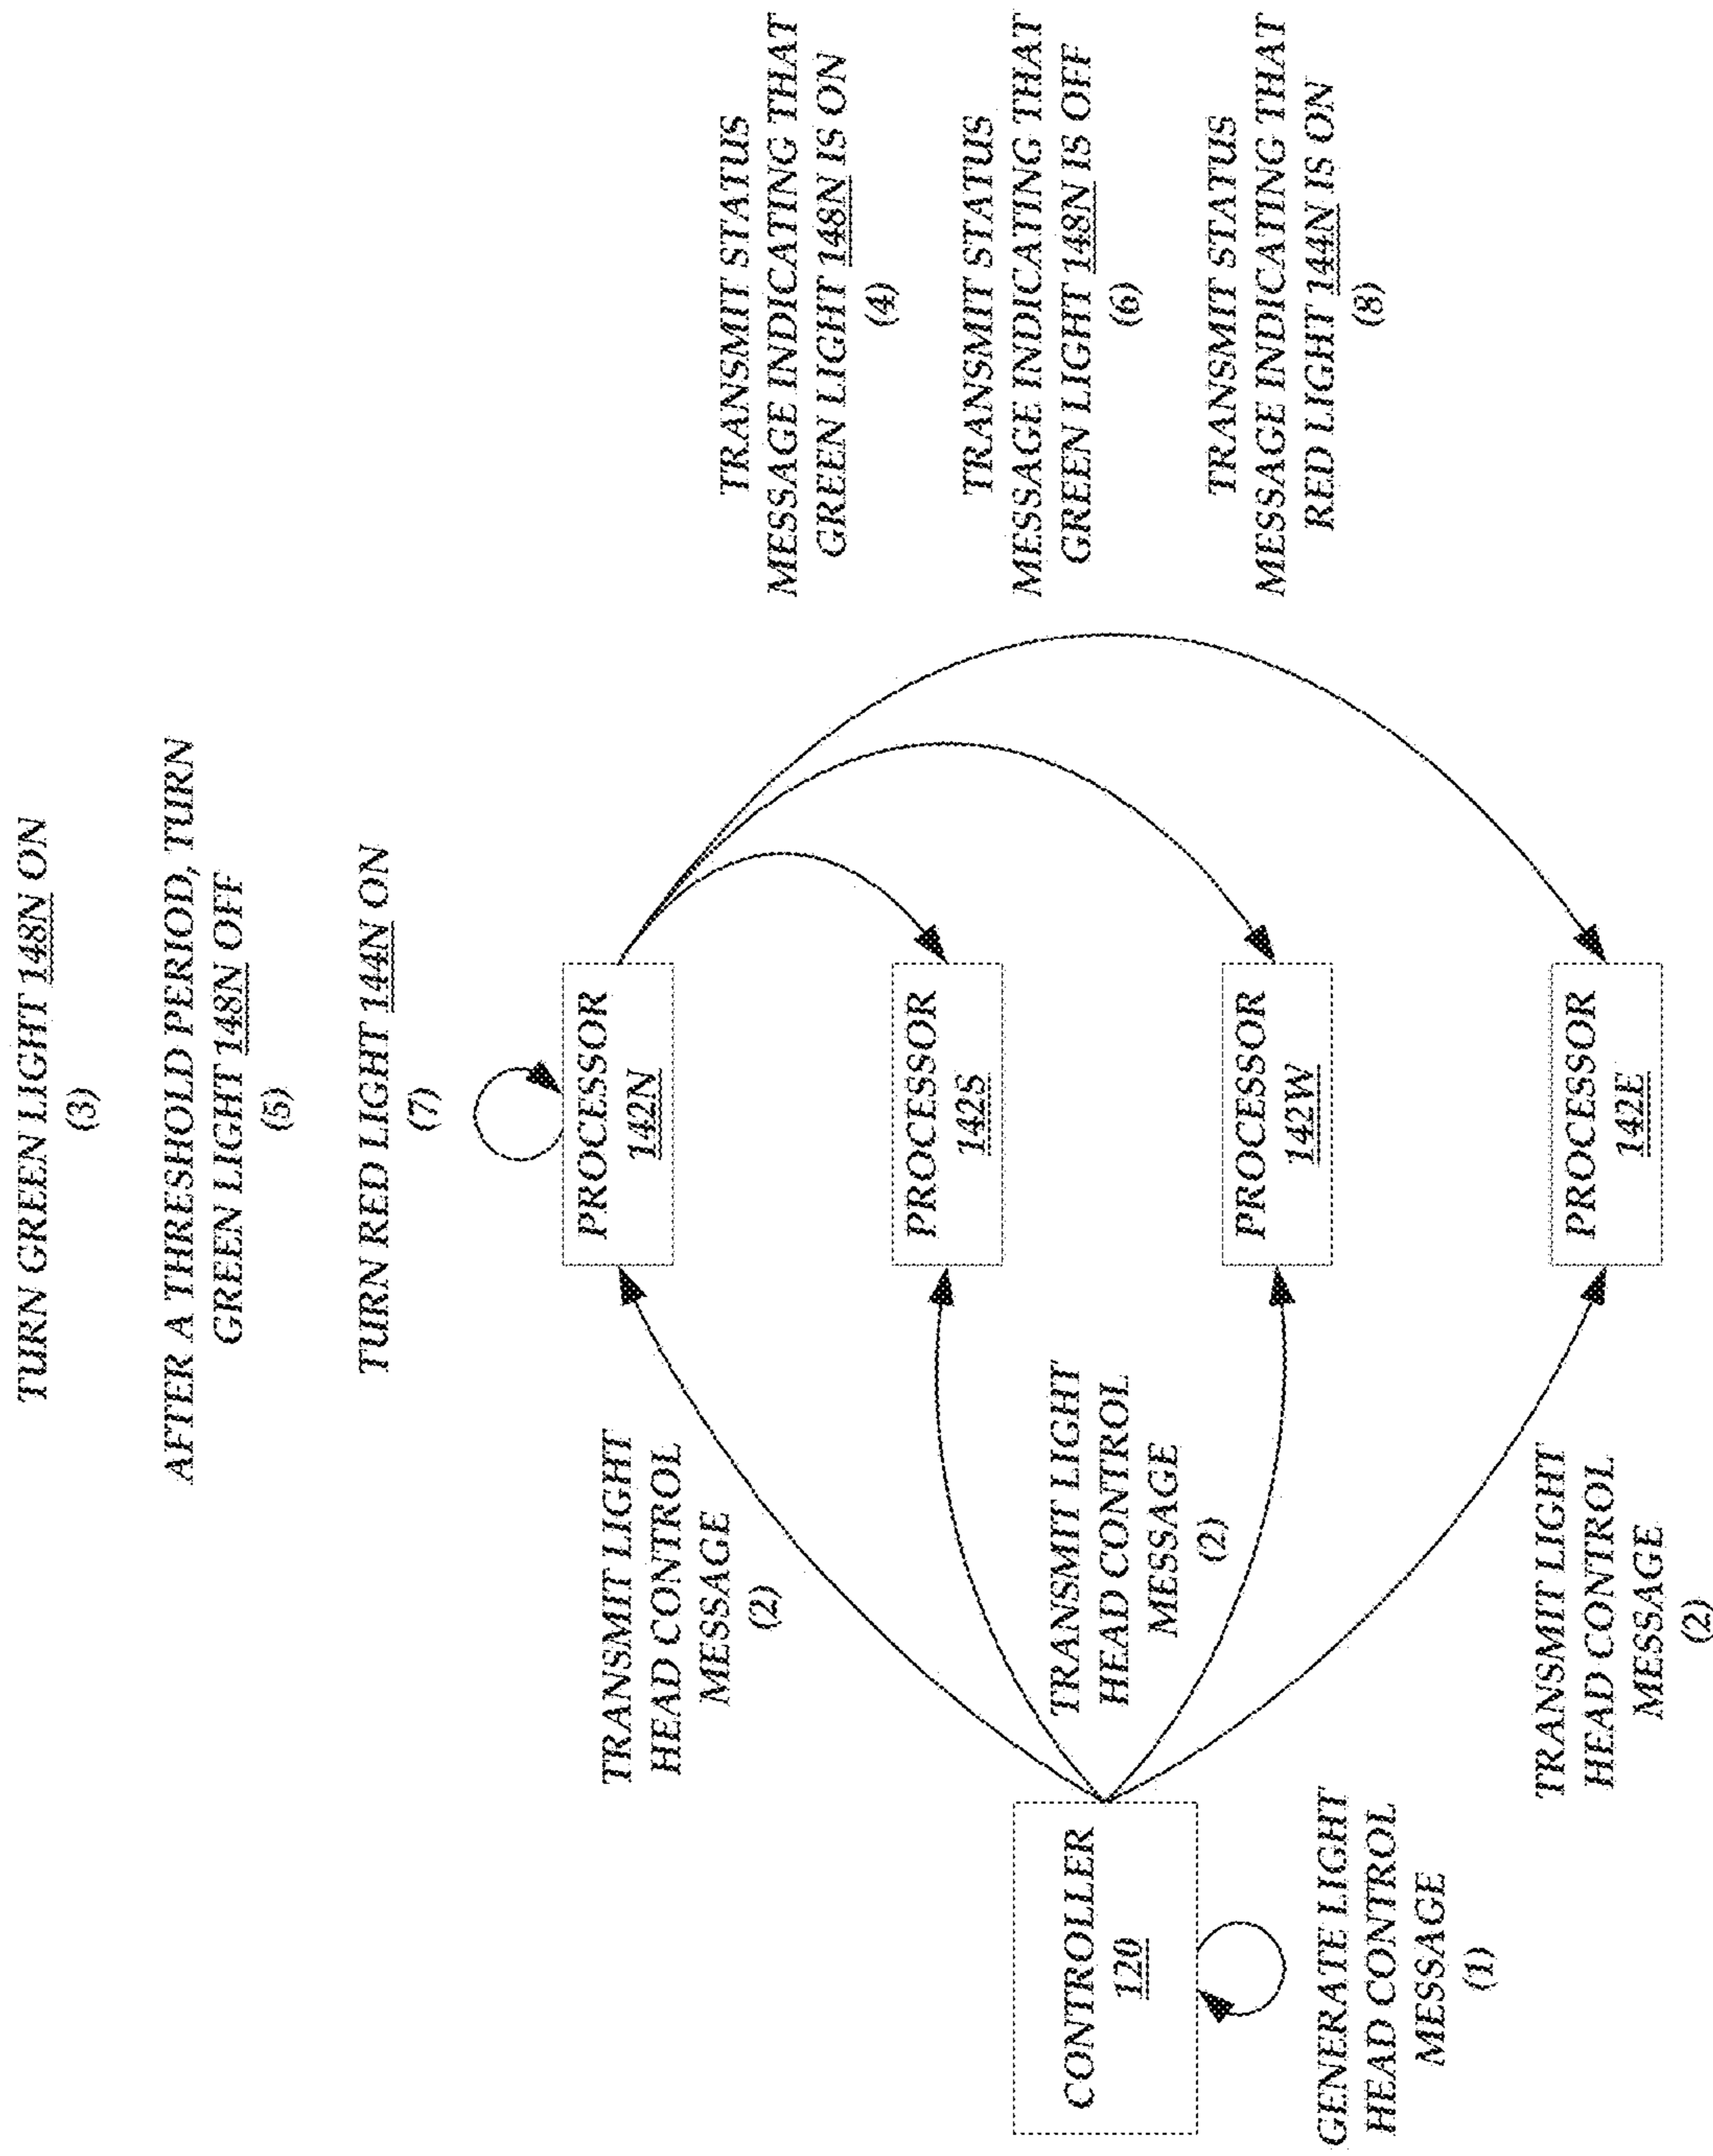 TURN GREEN LIGHT 148N ON
(3)
AFTER A THRESHOLD PERIOD, TURN
GREEN LIGHT 148N OFF
(5)
TURN RED LIGHT 144N ON
(7)
TRANSMIT LIGHT
HEAD CONTROL
MESSAGE
(2)
PROCESSOR
142N
TRANSMIT STATUS
MESSAGE INDICATING THAT
GREEN LIGHT 148N IS ON
(4)
PROCESSOR
142S
TRANSMIT STATUS
MESSAGE INDICATING THAT
GREEN LIGHT 148N IS OFF
(6)
CONTROLLER
120
TRANSMIT LIGHT
HEAD CONTROL
MESSAGE
(2)
PROCESSOR
142W
TRANSMIT STATUS
MESSAGE INDICATING THAT
RED LIGHT 144N IS ON
(8)
GENERATE LIGHT
HEAD CONTROL
MESSAGE
(1)
TRANSMIT LIGHT
HEAD CONTROL
MESSAGE
(2)
PROCESSOR
142E